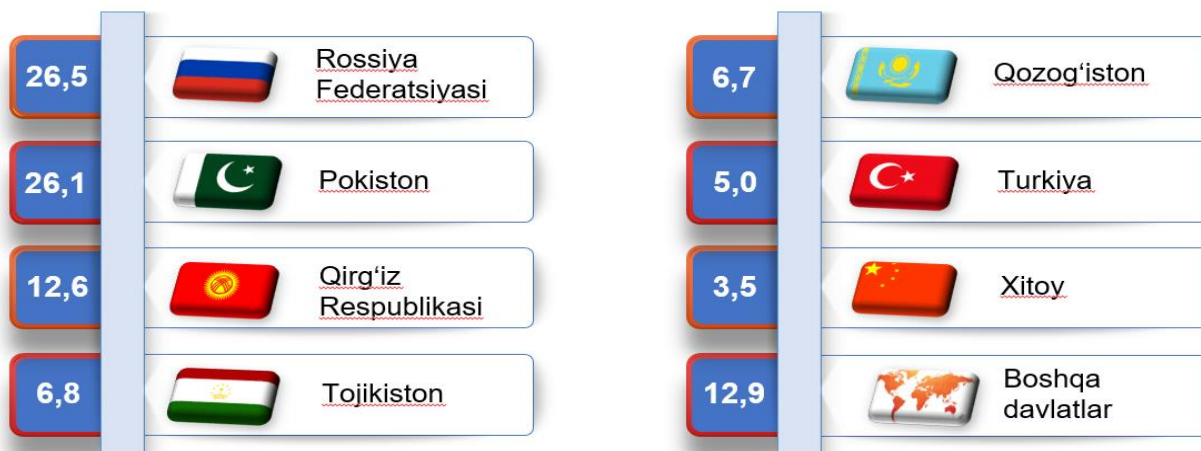 26,5
Rossiya
Federatsiyasi
26,1
Pokiston
12,6
Qirg‘iz
Respublikasi
6,8
Tojikiston
6,7
Qozog‘iston
5,0
Turkiya
3,5
Xitoy
12,9
Boshqa
davlatlar